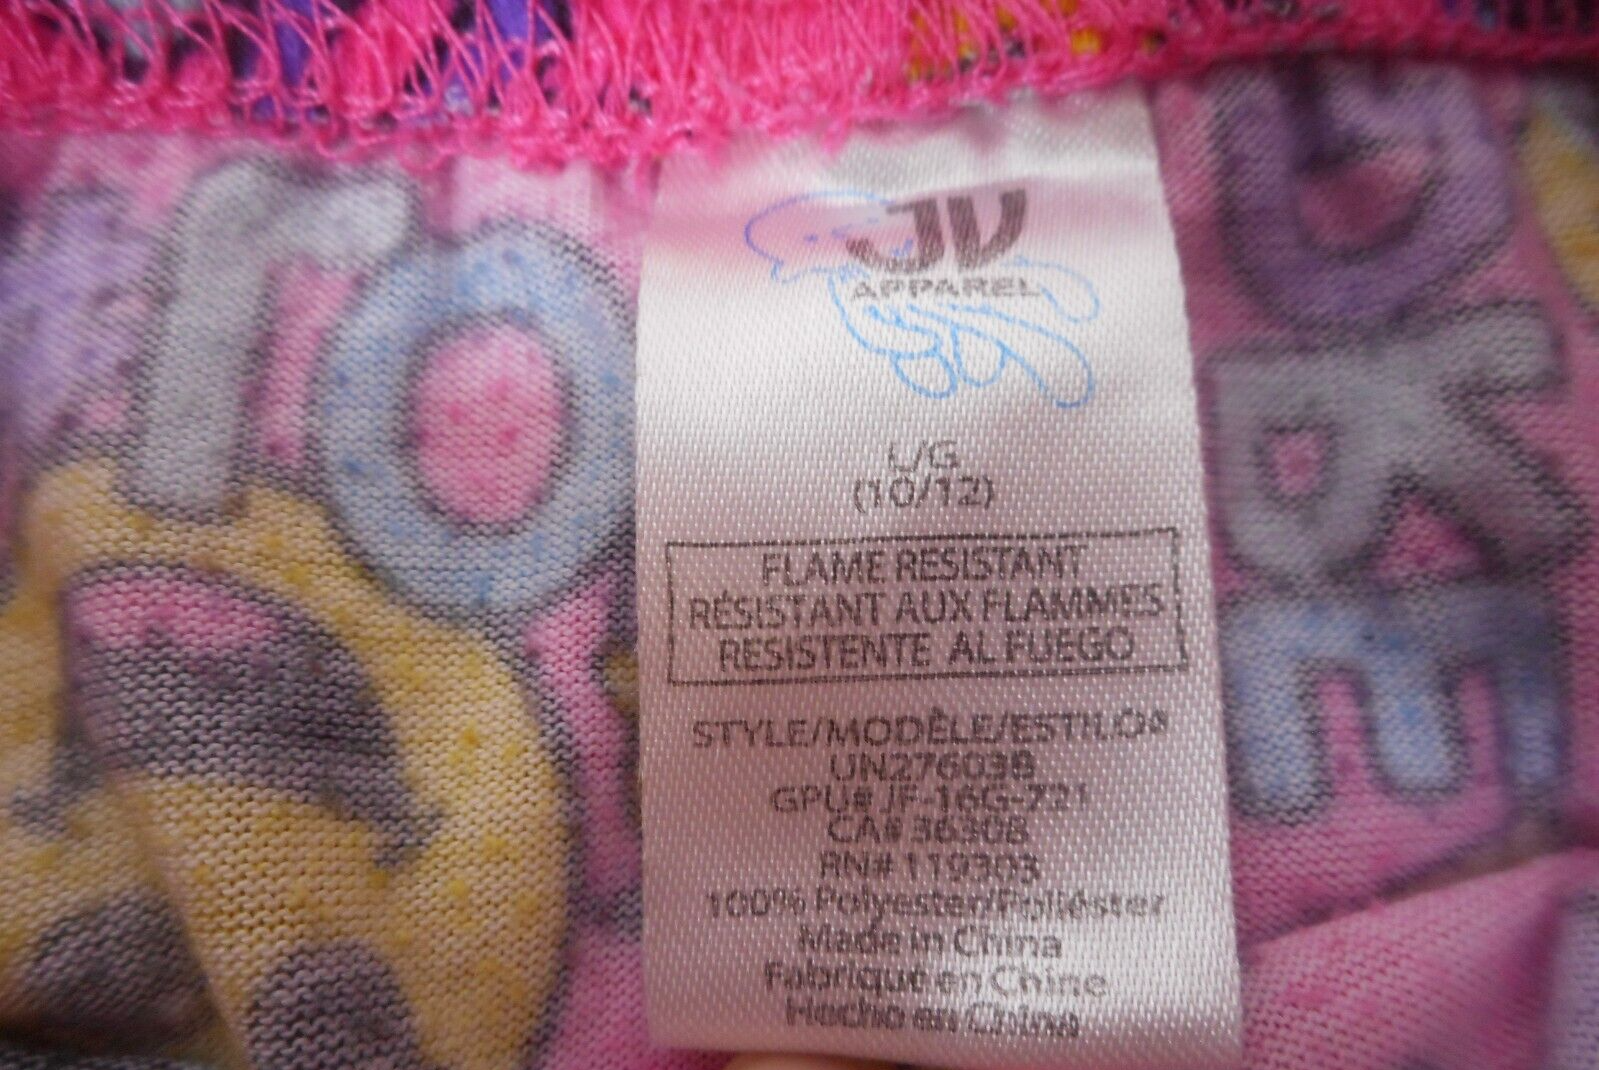 JV
APPAREL
L/G
(10/12)
FLAME RESISTANT
RÉSISTANT AUX FLAMMES
RESISTENTE AL FUEGO
STYLE/MODÈLE/ESTILO#
UN276038
GPU# JF-16G-721
CA# 36308
RN# 119303
100% Polyester/Poliéster
Made in China
Fabriqué en Chine
Hecho en China